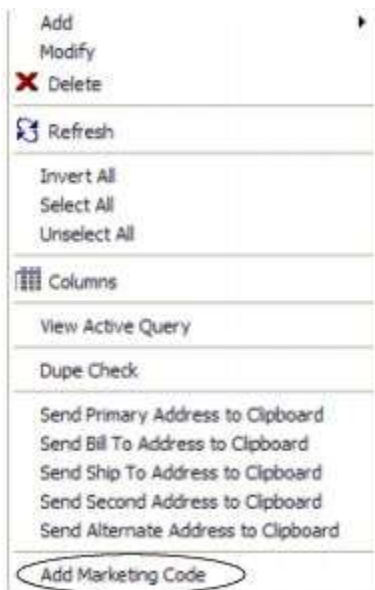 Add
Modify
Delete
Refresh
Invert All
Select All
Unselect All
Columns
View Active Query
Dupe Check
Send Primary Address to Clipboard
Send Bill To Address to Clipboard
Send Ship To Address to Clipboard
Send Second Address to Clipboard
Send Alternate Address to Clipboard
Add Marketing Code